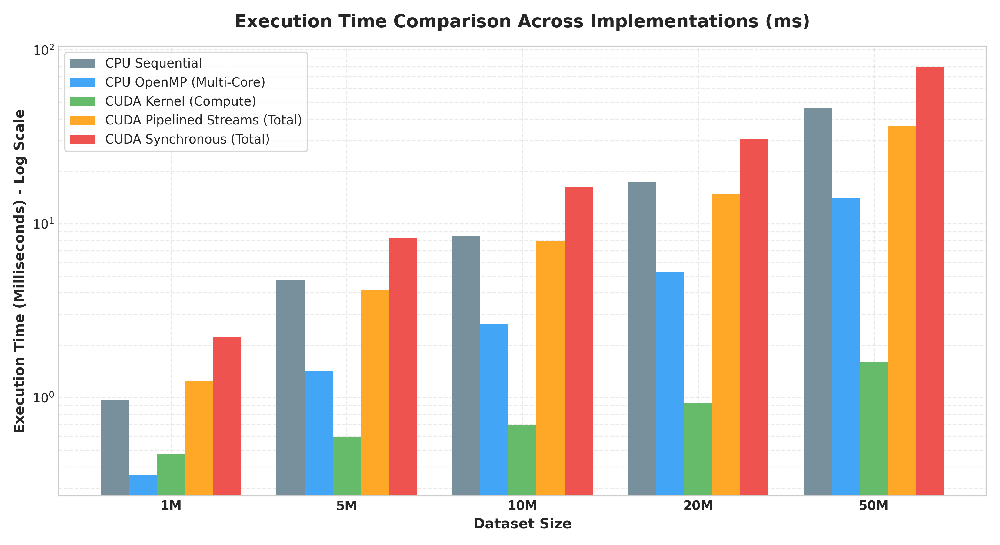 Execution Time Comparison Across Implementations (ms)
Execution Time (Milliseconds) - Log Scale
10²
10¹
10⁰
CPU Sequential
CPU OpenMP (Multi-Core)
CUDA Kernel (Compute)
CUDA Pipelined Streams (Total)
CUDA Synchronous (Total)
1M 5M 10M 20M 50M
Dataset Size